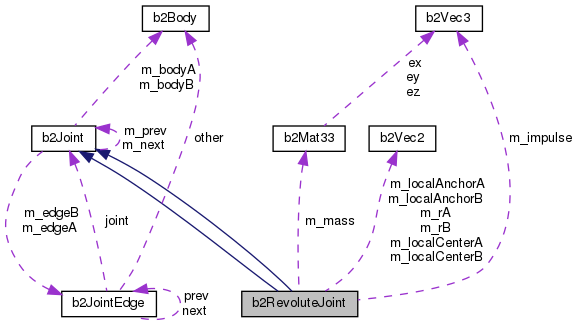 b2Body
b2Vec3
m_bodyA
m_bodyB
ex
ey
ez
b2Joint
m_prev
m_next
other
b2Mat33
b2Vec2
m_impulse
m_edgeB
m_edgeA
joint
m_mass
m_localAnchorA
m_localAnchorB
m_rA
m_rB
m_localCenterA
m_localCenterB
b2JointEdge
prev
next
b2RevoluteJoint